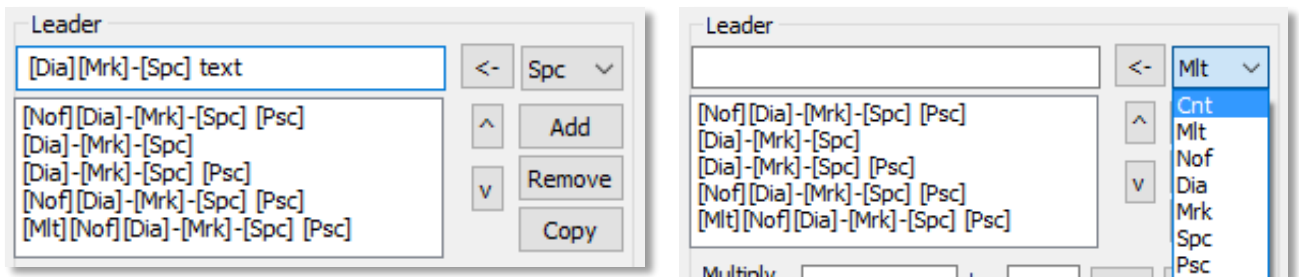 Leader
[Dia][Mrk]-[Spc] text
<-
Spc
[Nof][Dia]-[Mrk]-[Spc] [Psc]
[Dia]-[Mrk]-[Spc]
[Dia]-[Mrk]-[Spc] [Psc]
[Nof][Dia]-[Mrk]-[Spc] [Psc]
[Mlt][Nof][Dia]-[Mrk]-[Spc] [Psc]
^
v
Add
Remove
Copy
Leader
<-
Mlt
[Nof][Dia]-[Mrk]-[Spc] [Psc]
[Dia]-[Mrk]-[Spc]
[Dia]-[Mrk]-[Spc] [Psc]
[Nof][Dia]-[Mrk]-[Spc] [Psc]
[Mlt][Nof][Dia]-[Mrk]-[Spc] [Psc]
^
v
Cnt
Mlt
Nof
Dia
Mrk
Spc
Psc
Multiply